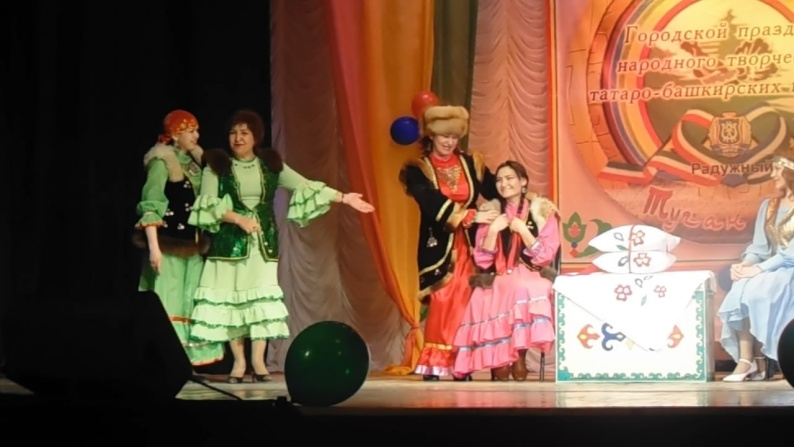 Городской празд
народного творче
татаро-башкирских
Радужный
Туган